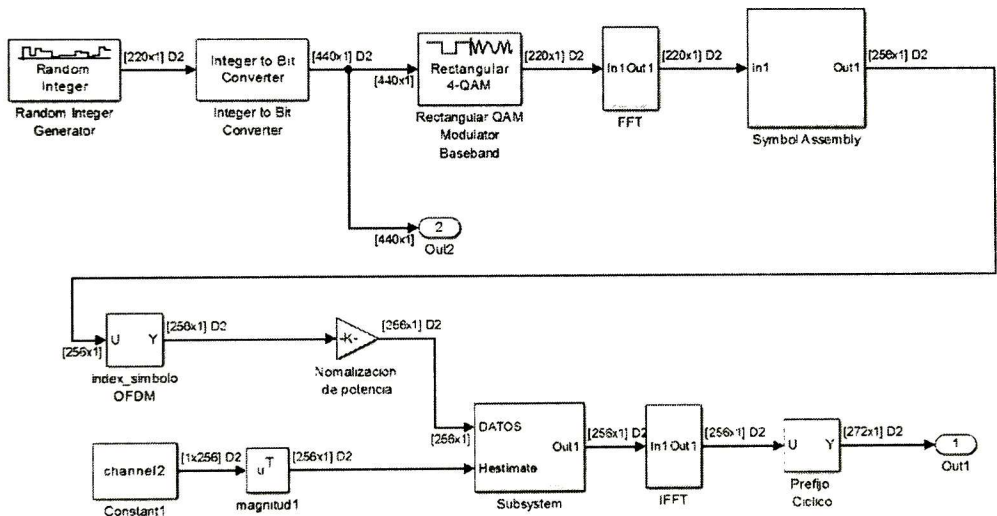 [220x1] D2
[440x1] D2
[220x1] D2
[220x1] D2
[256x1] D2
Random
Integer
Integer to Bit
Converter
[440x1]
Rectangular
4-QAM
In1 Out1
In1
Out1
Random Integer
Generator
Integer to Bit
Converter
Rectangular QAM
Modulator
Baseband
FFT
Symbol Assembly
2
[440x1]
Out2
[256x1]
U Y
[256x1] D2
-K-
[256x1] D2
index_simbolo
OFDM
Nomalizacion
de potencia
[256x1]
DATOS
Hestimate
Out1
[256x1] D2
In1 Out1
[256x1] D2
U Y
[272x1] D2
1
Out1
channel2
[1x256] D2
uT
[256x1] D2
Constant1
magnitud1
Subsystem
IFFT
Prefijo
Ciclico